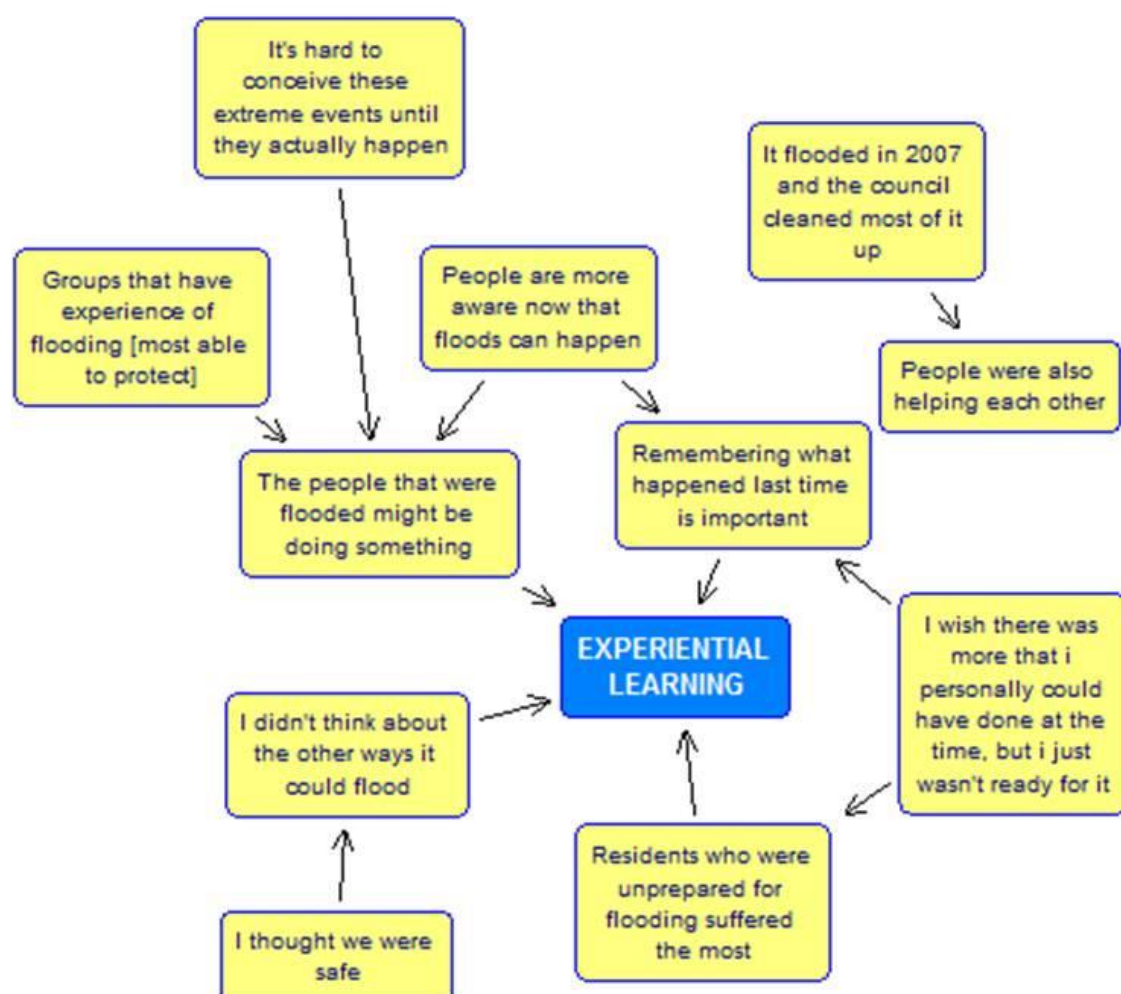 It's hard to
conceive these
extreme events until
they actually happen
It flooded in 2007
and the council
cleaned most of it
up
Groups that have
experience of
flooding [most able
to protect]
People are more
aware now that
floods can happen
People were also
helping each other
The people that were
flooded might be
doing something
Remembering what
happened last time
is important
EXPERIENTIAL
LEARNING
I wish there was
more that i
personally could
have done at the
time, but i just
wasn't ready for it
I didn't think about
the other ways it
could flood
Residents who were
unprepared for
flooding suffered
the most
I thought we were
safe